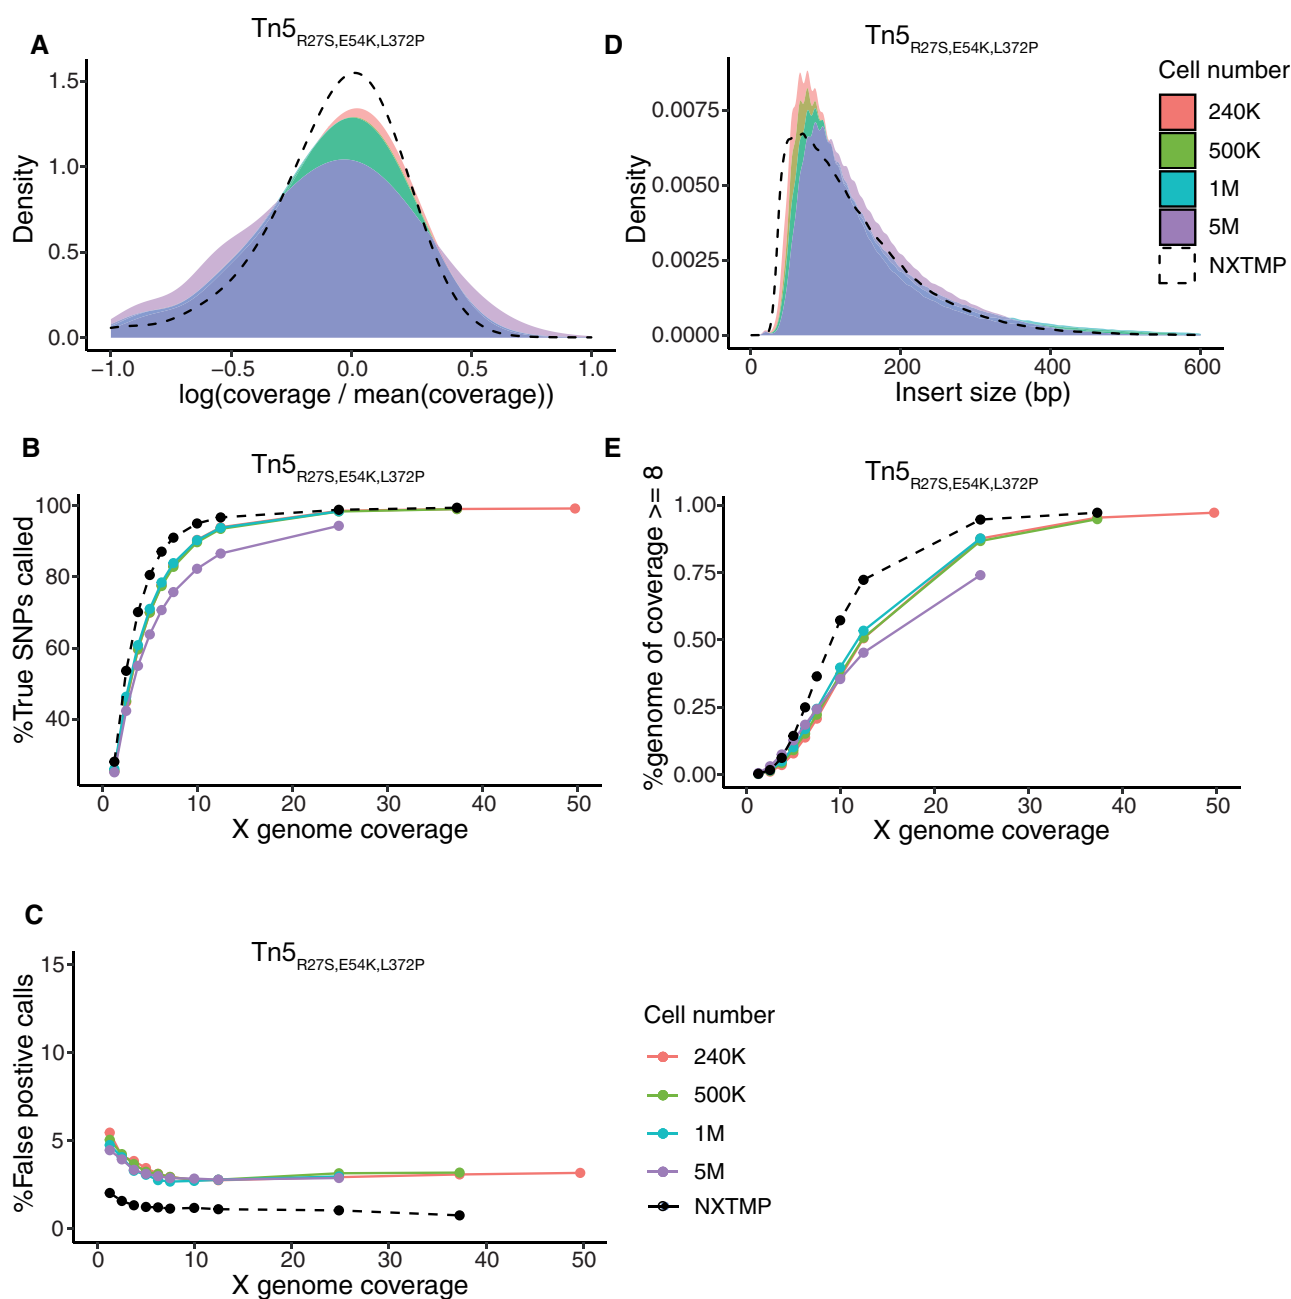 A
Tn5R27S,E54K,L372P
Density
1.5
1.0
0.5
0.0
−1.0
−0.5
0.0
0.5
1.0
log(coverage / mean(coverage))
D
Tn5R27S,E54K,L372P
Density
0.0075
0.0050
0.0025
0.0000
0
200
400
600
Insert size (bp)
Cell number
240K
500K
1M
5M
NXTMP
B
Tn5R27S,E54K,L372P
%True SNPs called
100
80
60
40
0
10
20
30
40
50
X genome coverage
E
Tn5R27S,E54K,L372P
%genome of coverage >= 8
1.00
0.75
0.50
0.25
0.00
0
10
20
30
40
50
X genome coverage
C
Tn5R27S,E54K,L372P
%False postive calls
15
10
5
0
0
10
20
30
40
50
X genome coverage
Cell number
240K
500K
1M
5M
NXTMP